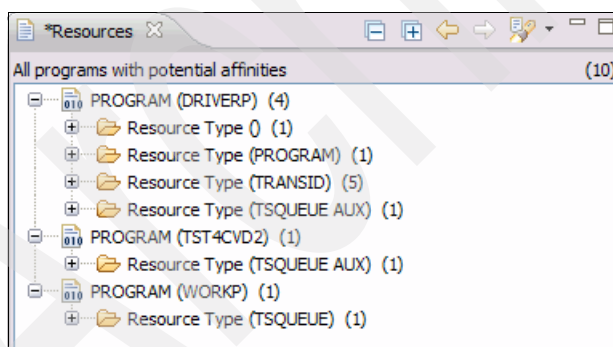 *Resources
All programs with potential affinities (10)
PROGRAM (DRIVERP) (4)
Resource Type () (1)
Resource Type (PROGRAM) (1)
Resource Type (TRANSID) (5)
Resource Type (TSQUEUE AUX) (1)
PROGRAM (TST4CVD2) (1)
Resource Type (TSQUEUE AUX) (1)
PROGRAM (WORKP) (1)
Resource Type (TSQUEUE) (1)